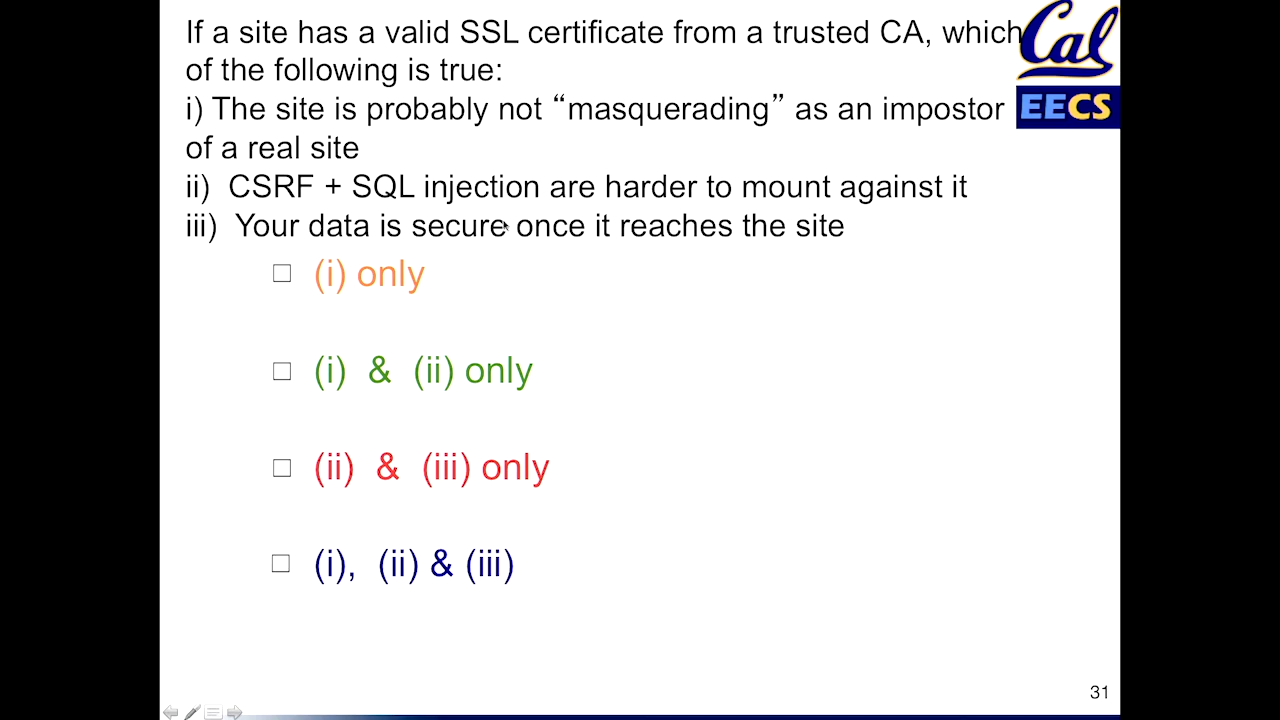 If a site has a valid SSL certificate from a trusted CA, which
of the following is true:
i) The site is probably not “masquerading” as an impostor
of a real site
ii) CSRF + SQL injection are harder to mount against it
iii) Your data is secure once it reaches the site
(i) only
(i) & (ii) only
(ii) & (iii) only
(i), (ii) & (iii)
Cal
EECS
31